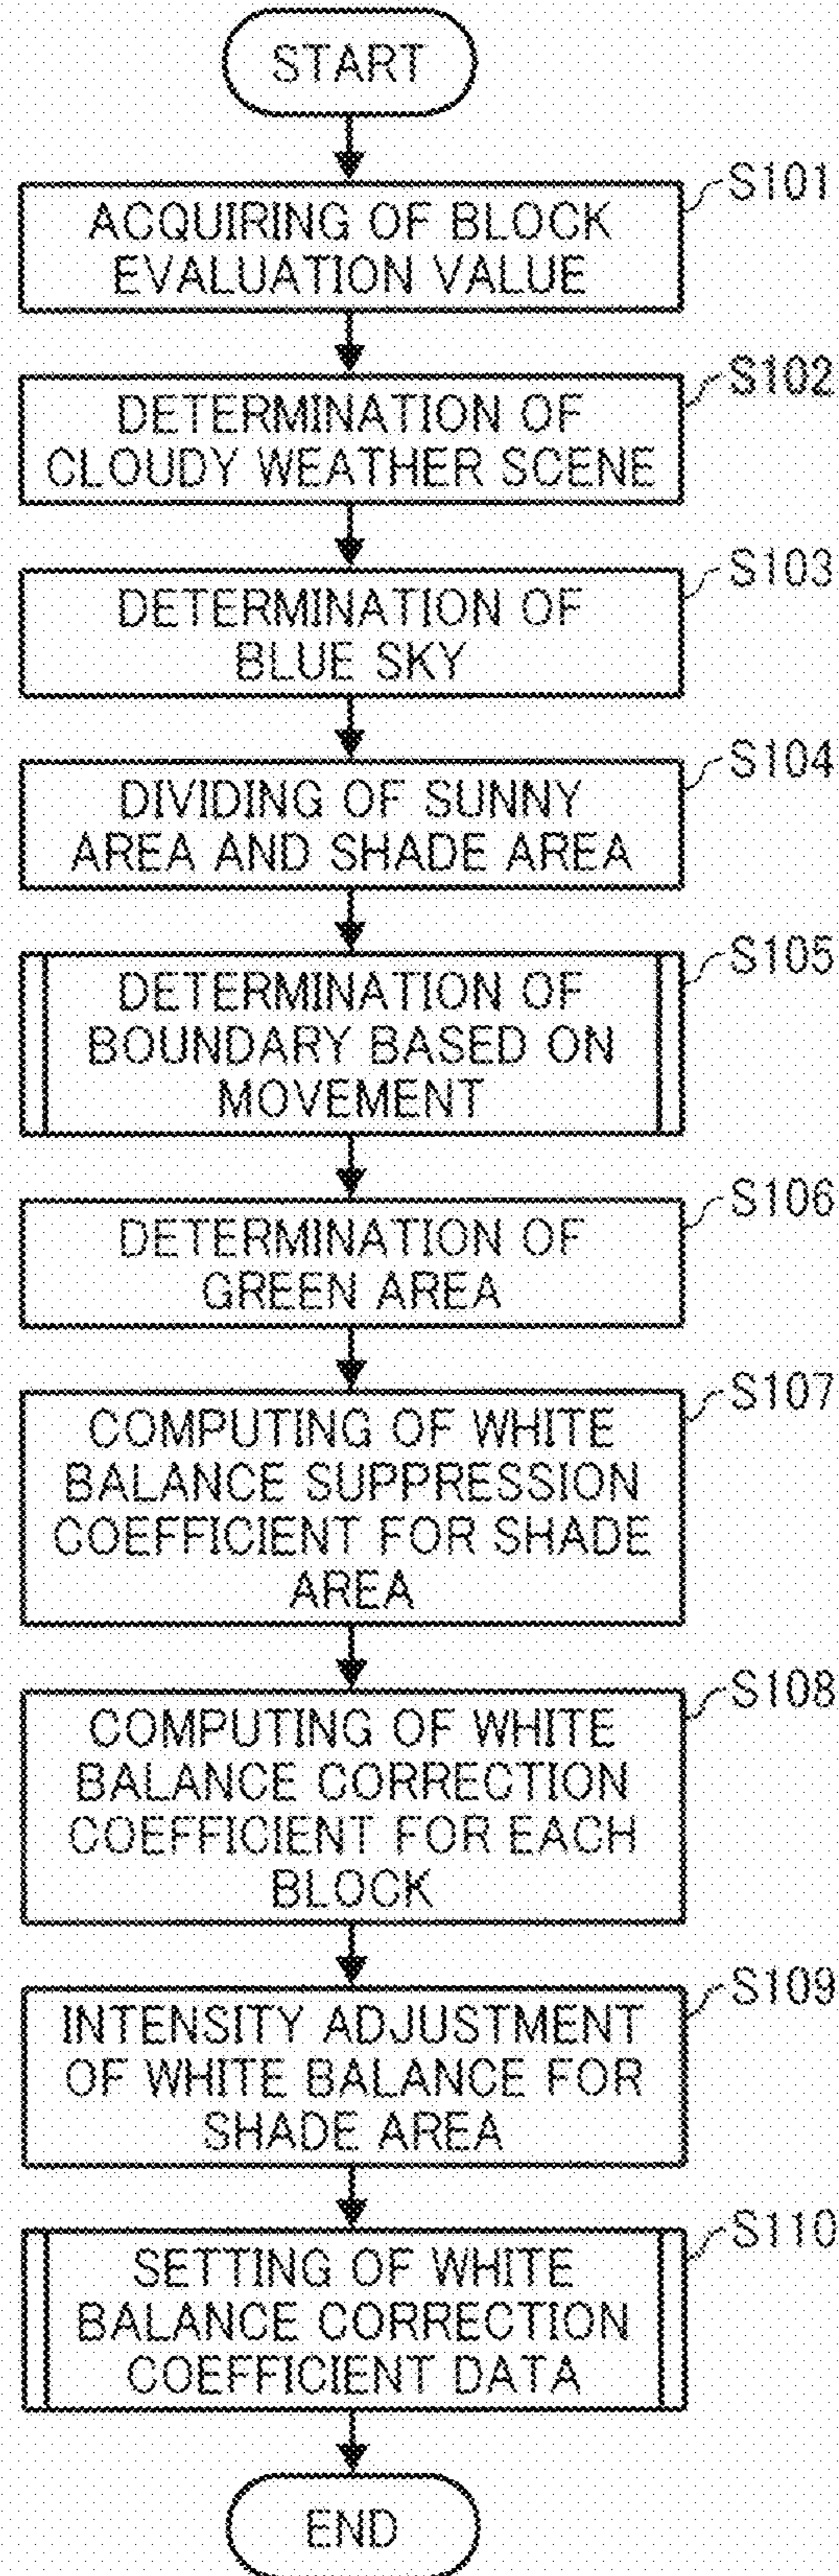 START
S101
ACQUIRING OF BLOCK
EVALUATION VALUE
S102
DETERMINATION OF
CLOUDY WEATHER SCENE
S103
DETERMINATION OF
BLUE SKY
S104
DIVIDING OF SUNNY
AREA AND SHADE AREA
S105
DETERMINATION OF
BOUNDARY BASED ON
MOVEMENT
S106
DETERMINATION OF
GREEN AREA
S107
COMPUTING OF WHITE
BALANCE SUPPRESSION
COEFFICIENT FOR SHADE
AREA
S108
COMPUTING OF WHITE
BALANCE CORRECTION
COEFFICIENT FOR EACH
BLOCK
S109
INTENSITY ADJUSTMENT
OF WHITE BALANCE FOR
SHADE AREA
S110
SETTING OF WHITE
BALANCE CORRECTION
COEFFICIENT DATA
END